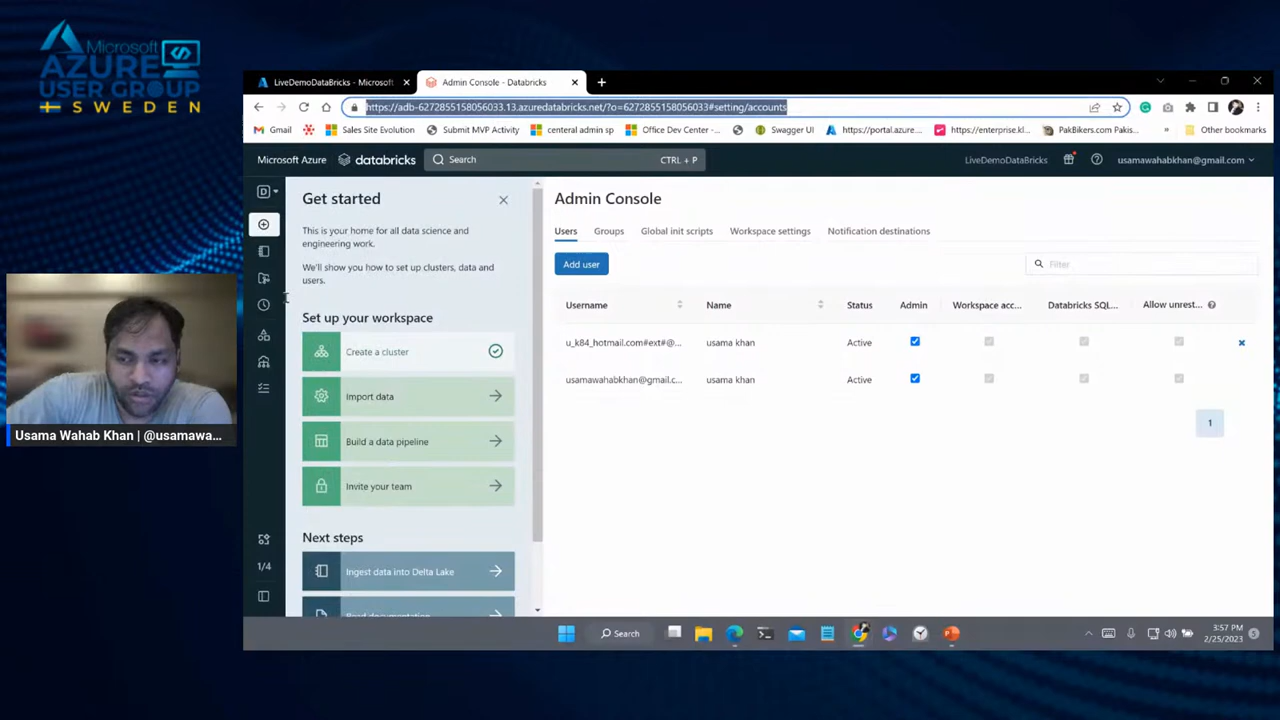 Microsoft
AZURE
USER GROUP
SWEDEN
LiveDemoDataBricks - Microsoft
Admin Console - Databricks
https://adb-6272855158056033.13.azuredatabricks.net/?o=6272855158056033#setting/accounts
Gmail
Sales Site Evolution
Submit MVP Activity
centeral admin sp
Office Dev Center -...
Swagger UI
https://portal.azure...
https://enterprise.kl...
PakBikers.com Pakis...
»
Other bookmarks
Microsoft Azure
databricks
Search
CTRL + P
LiveDemoDataBricks
usamawahabkhan@gmail.com
D
Get started
This is your home for all data science and
engineering work.
We'll show you how to set up clusters, data and
users.
Set up your workspace
Create a cluster
Import data
Build a data pipeline
Invite your team
Next steps
Ingest data into Delta Lake
Read documentation
1/4
Admin Console
Users
Groups
Global init scripts
Workspace settings
Notification destinations
Add user
Filter
Username
Name
Status
Admin
Workspace acc...
Databricks SQL...
Allow unrest...
u_k84_hotmail.com#ext#@...
usama khan
Active
usamawahabkhan@gmail.c...
usama khan
Active
1
Usama Wahab Khan | @usamawa...
Search
3:57 PM
2/25/2023
5